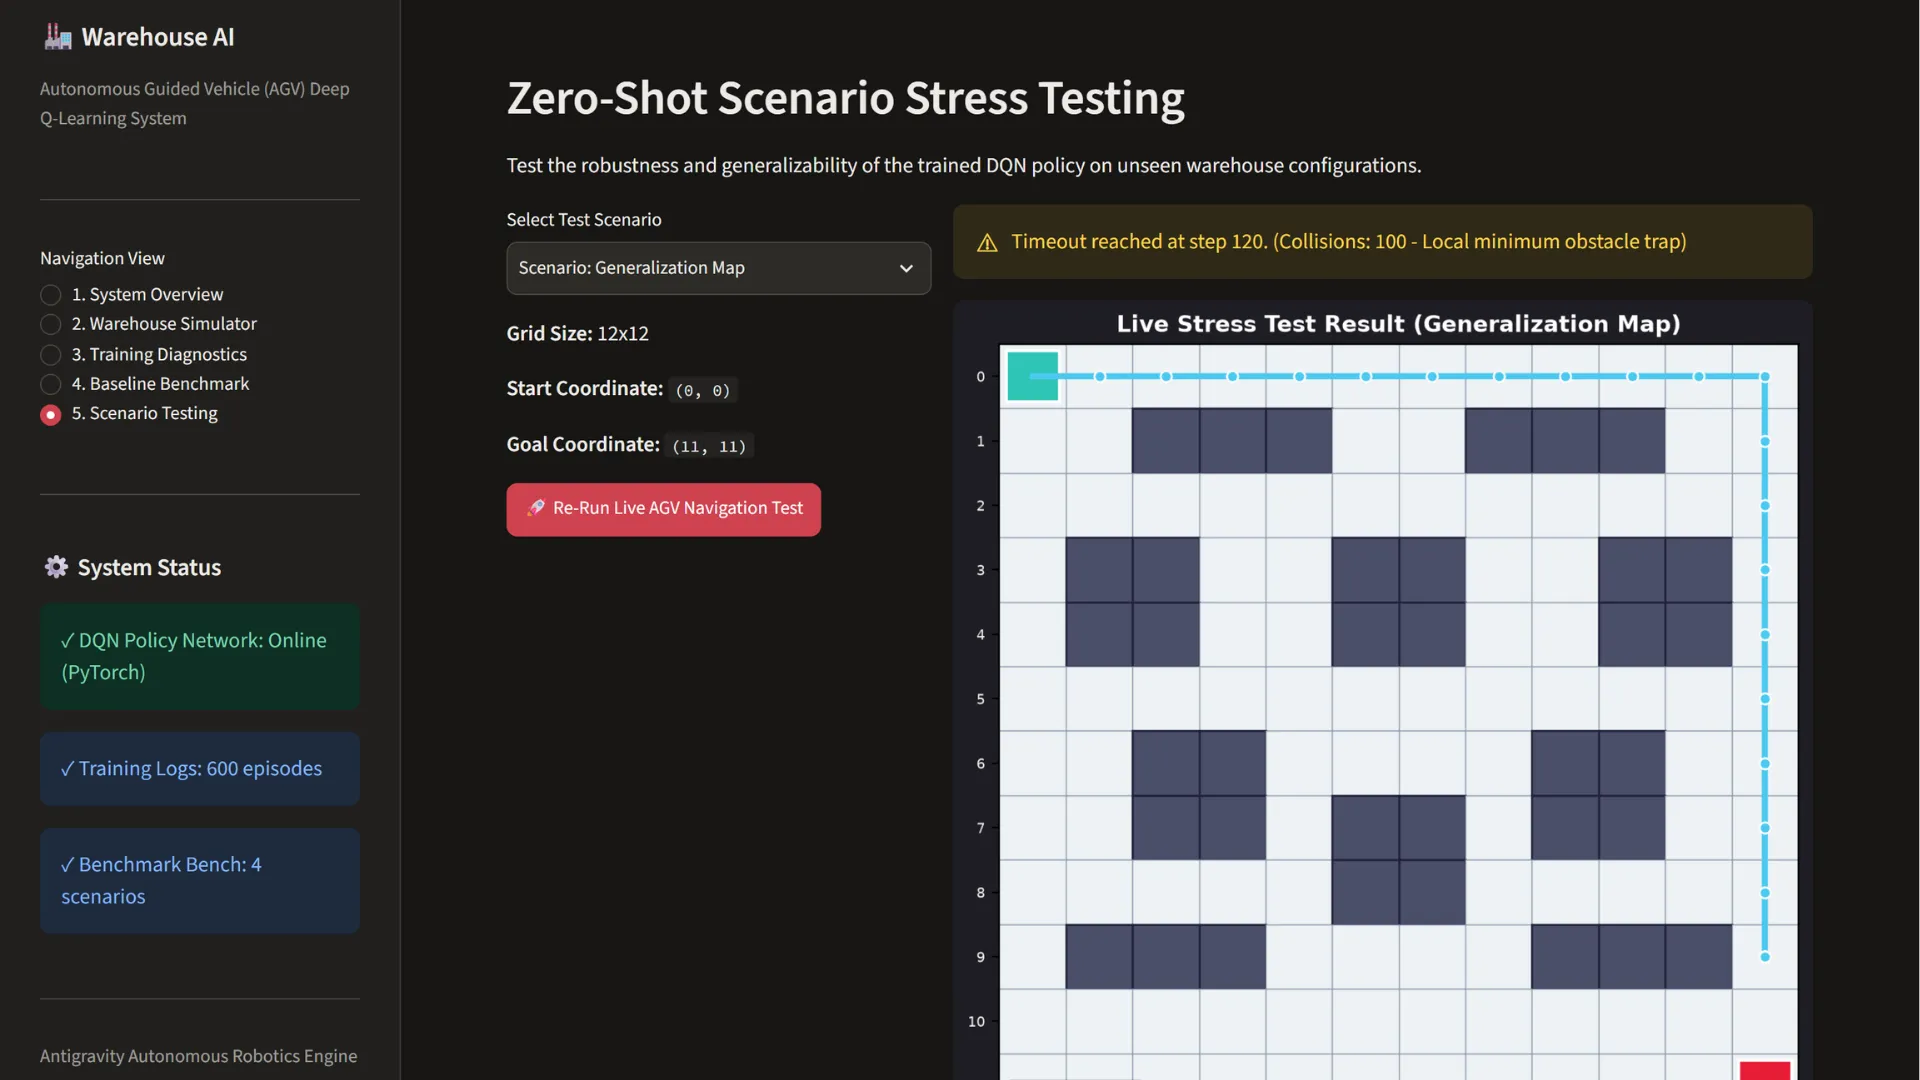 Warehouse AI
Autonomous Guided Vehicle (AGV) Deep
Q-Learning System
Navigation View
1. System Overview
2. Warehouse Simulator
3. Training Diagnostics
4. Baseline Benchmark
5. Scenario Testing
System Status
✓ DQN Policy Network: Online
(PyTorch)
✓ Training Logs: 600 episodes
✓ Benchmark Bench: 4
scenarios
Antigravity Autonomous Robotics Engine
Zero-Shot Scenario Stress Testing
Test the robustness and generalizability of the trained DQN policy on unseen warehouse configurations.
Select Test Scenario
Scenario: Generalization Map
Grid Size: 12x12
Start Coordinate: (0, 0)
Goal Coordinate: (11, 11)
Re-Run Live AGV Navigation Test
Timeout reached at step 120. (Collisions: 100 - Local minimum obstacle trap)
Live Stress Test Result (Generalization Map)
0
1
2
3
4
5
6
7
8
9
10